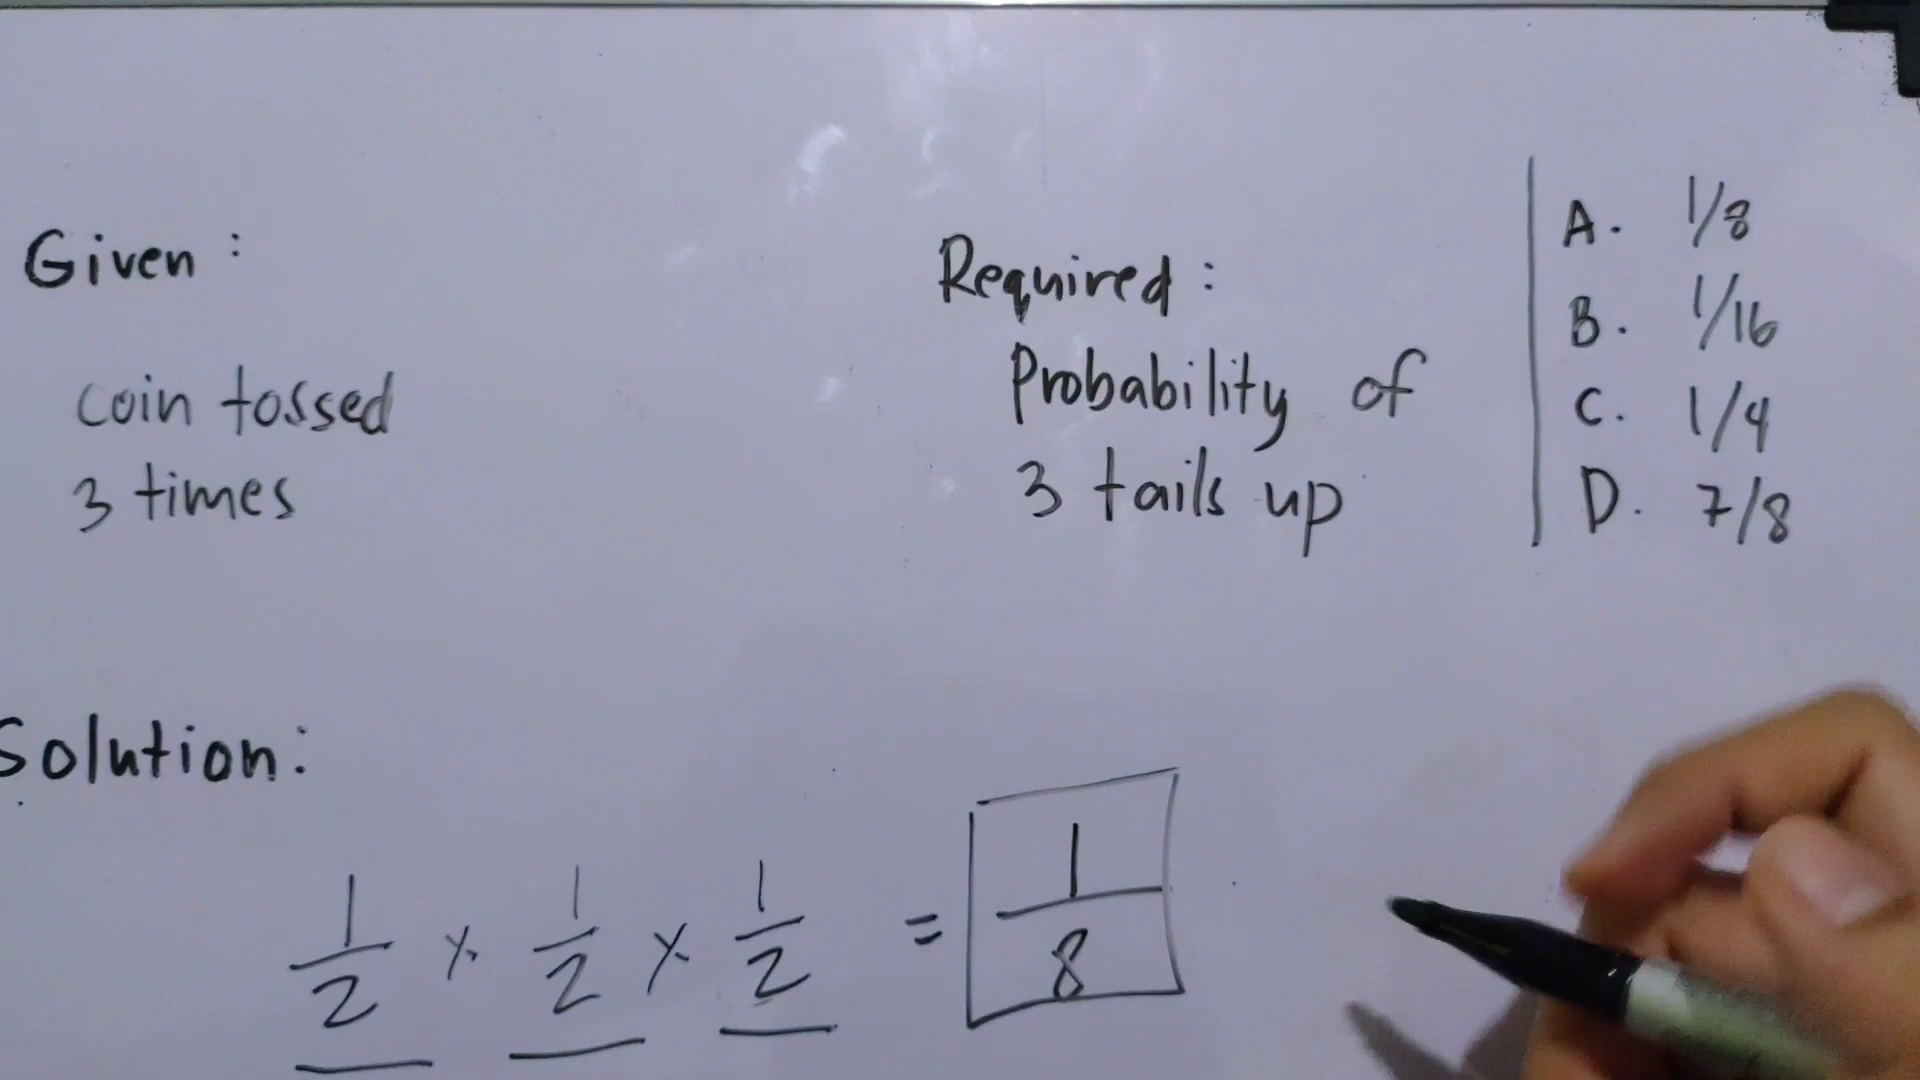 Given :
coin tossed
3 times
Required :
Probability of
3 tails up
A. 1/8
B. 1/16
C. 1/4
D. 7/8
Solution:
1/2 x 1/2 x 1/2 = 1/8